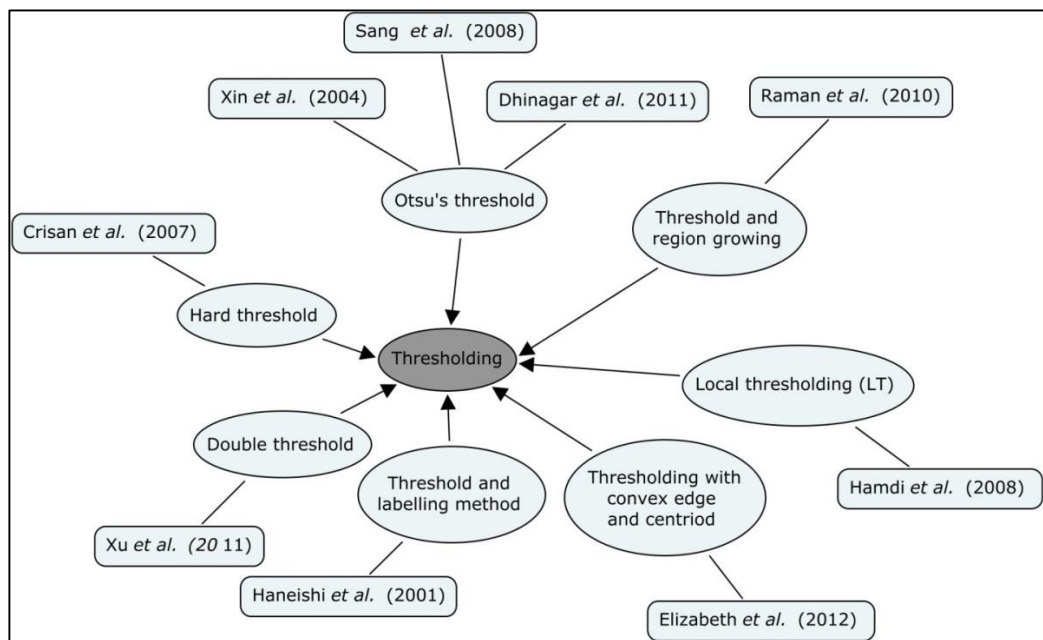 Sang et al. (2008)
Xin et al. (2004)
Dhinagar et al. (2011)
Raman et al. (2010)
Otsu's threshold
Threshold and
region growing
Crisan et al. (2007)
Hard threshold
Thresholding
Local thresholding (LT)
Double threshold
Threshold and
labelling method
Thresholding with
convex edge
and centriod
Hamdi et al. (2008)
Xu et al. (20 11)
Haneishi et al. (2001)
Elizabeth et al. (2012)